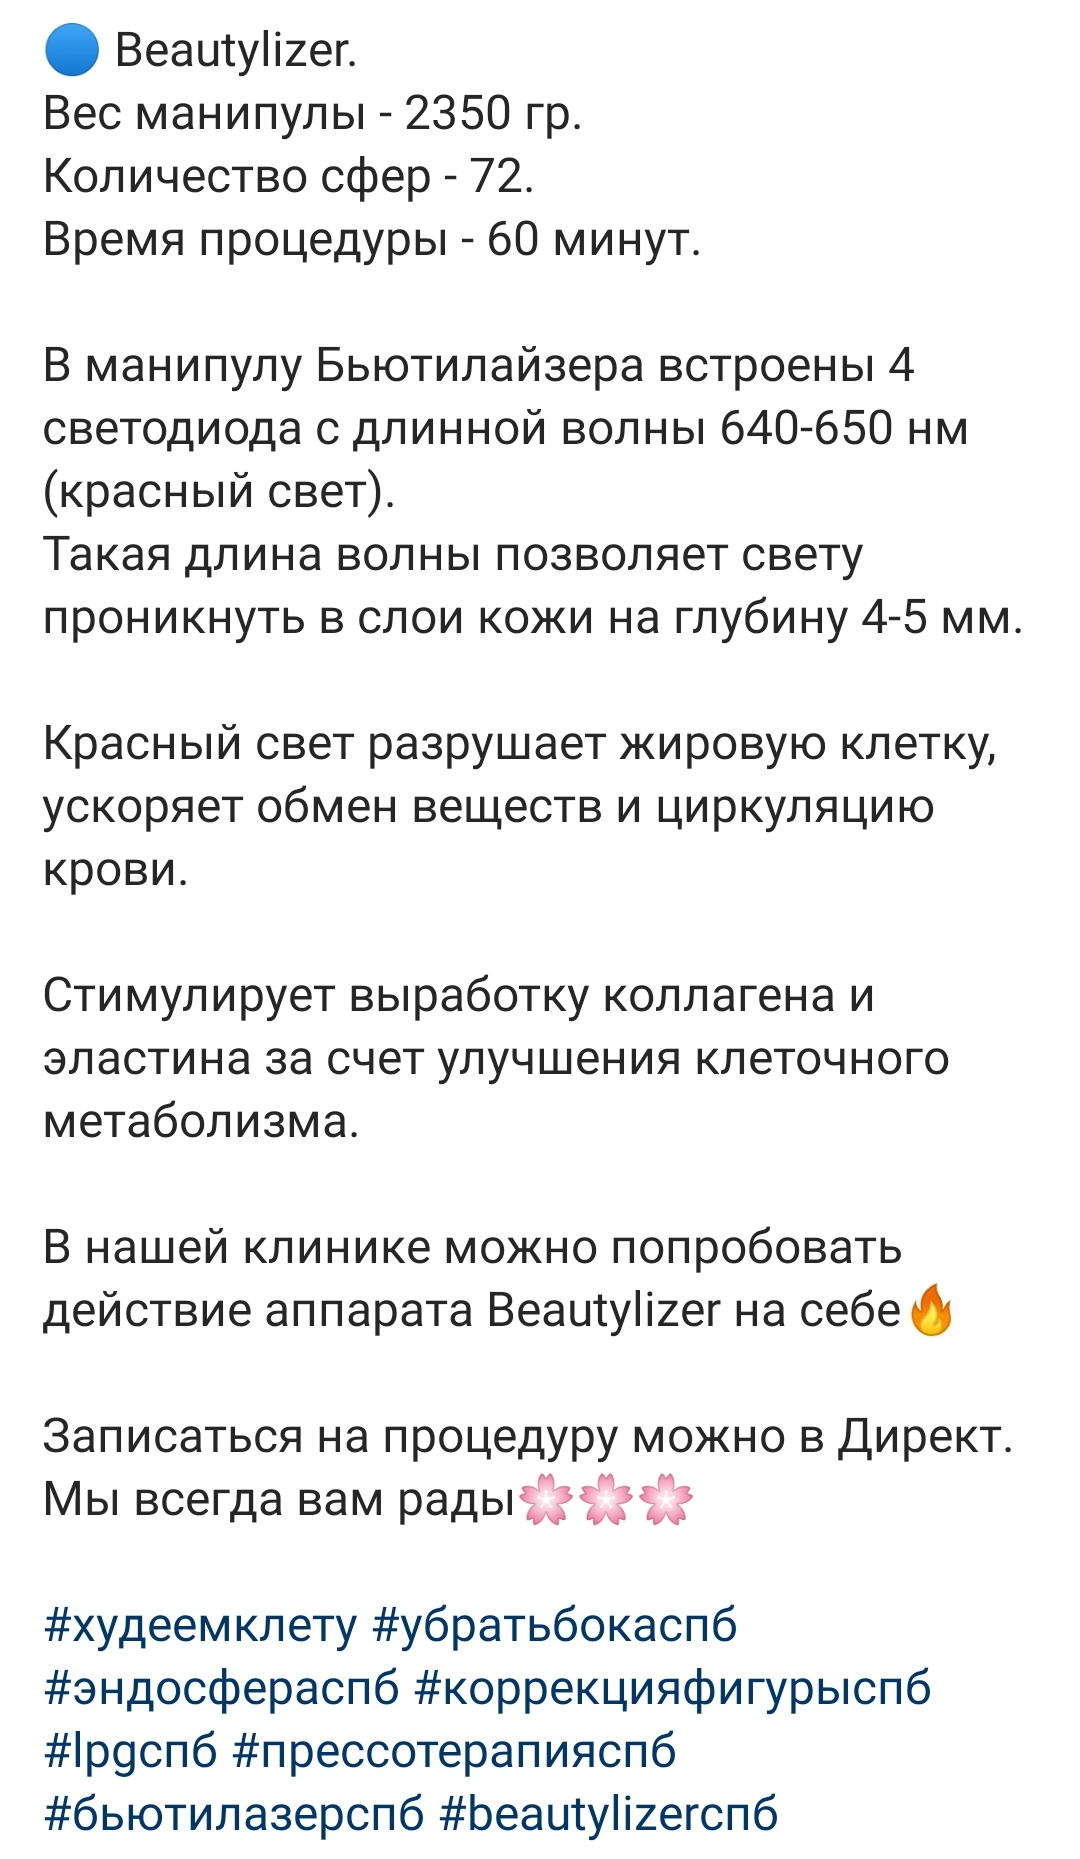 🔵 Beautylizer.
Вес манипулы - 2350 гр.
Количество сфер - 72.
Время процедуры - 60 минут.
В манипулу Бьютилайзера встроены 4
светодиода с длинной волны 640-650 нм
(красный свет).
Такая длина волны позволяет свету
проникнуть в слои кожи на глубину 4-5 мм.
Красный свет разрушает жировую клетку,
ускоряет обмен веществ и циркуляцию
крови.
Стимулирует выработку коллагена и
эластина за счет улучшения клеточного
метаболизма.
В нашей клинике можно попробовать
действие аппарата Beautylizer на себе🔥
Записаться на процедуру можно в Директ.
Мы всегда вам рады🌸🌸🌸
#худеемклету #убратьбокаспб
#эндосфераспб #коррекцияфигурыспб
#lpgспб #прессотерапияспб
#бьютилазерспб #beautylizerспб